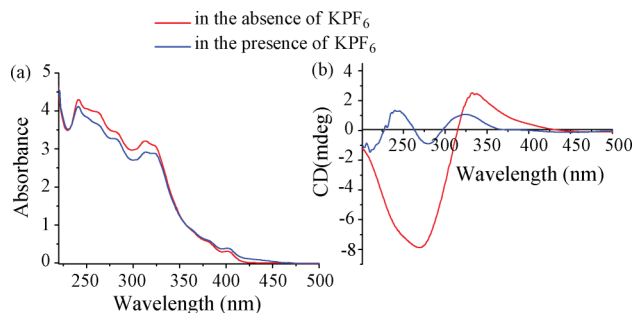 in the absence of KPF₆
in the presence of KPF₆
(a)
5
4
3
2
1
0
Absorbance
250 300 350 400 450 500
Wavelength (nm)
(b)
4
2
0
-2
-4
-6
-8
CD(mdeg)
250 300 350 400 450 500
Wavelength (nm)